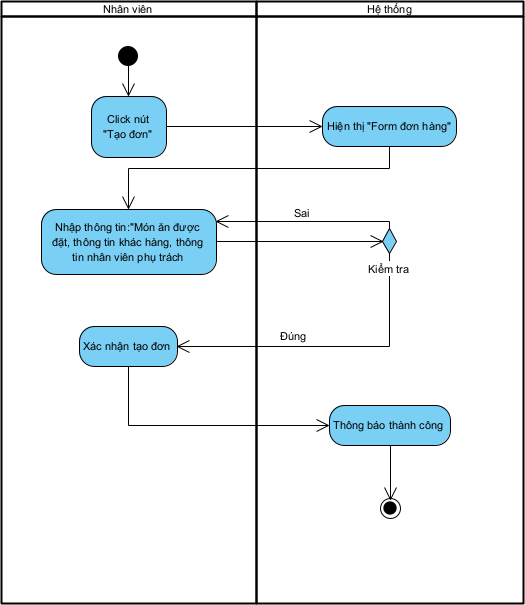 Nhân viên
Hệ thống
Click nút
"Tạo đơn"
Hiện thị "Form đơn hàng"
Nhập thông tin:"Món ăn được
đặt, thông tin khác hàng, thông
tin nhân viên phụ trách
Sai
Kiểm tra
Đúng
Xác nhận tạo đơn
Thông báo thành công